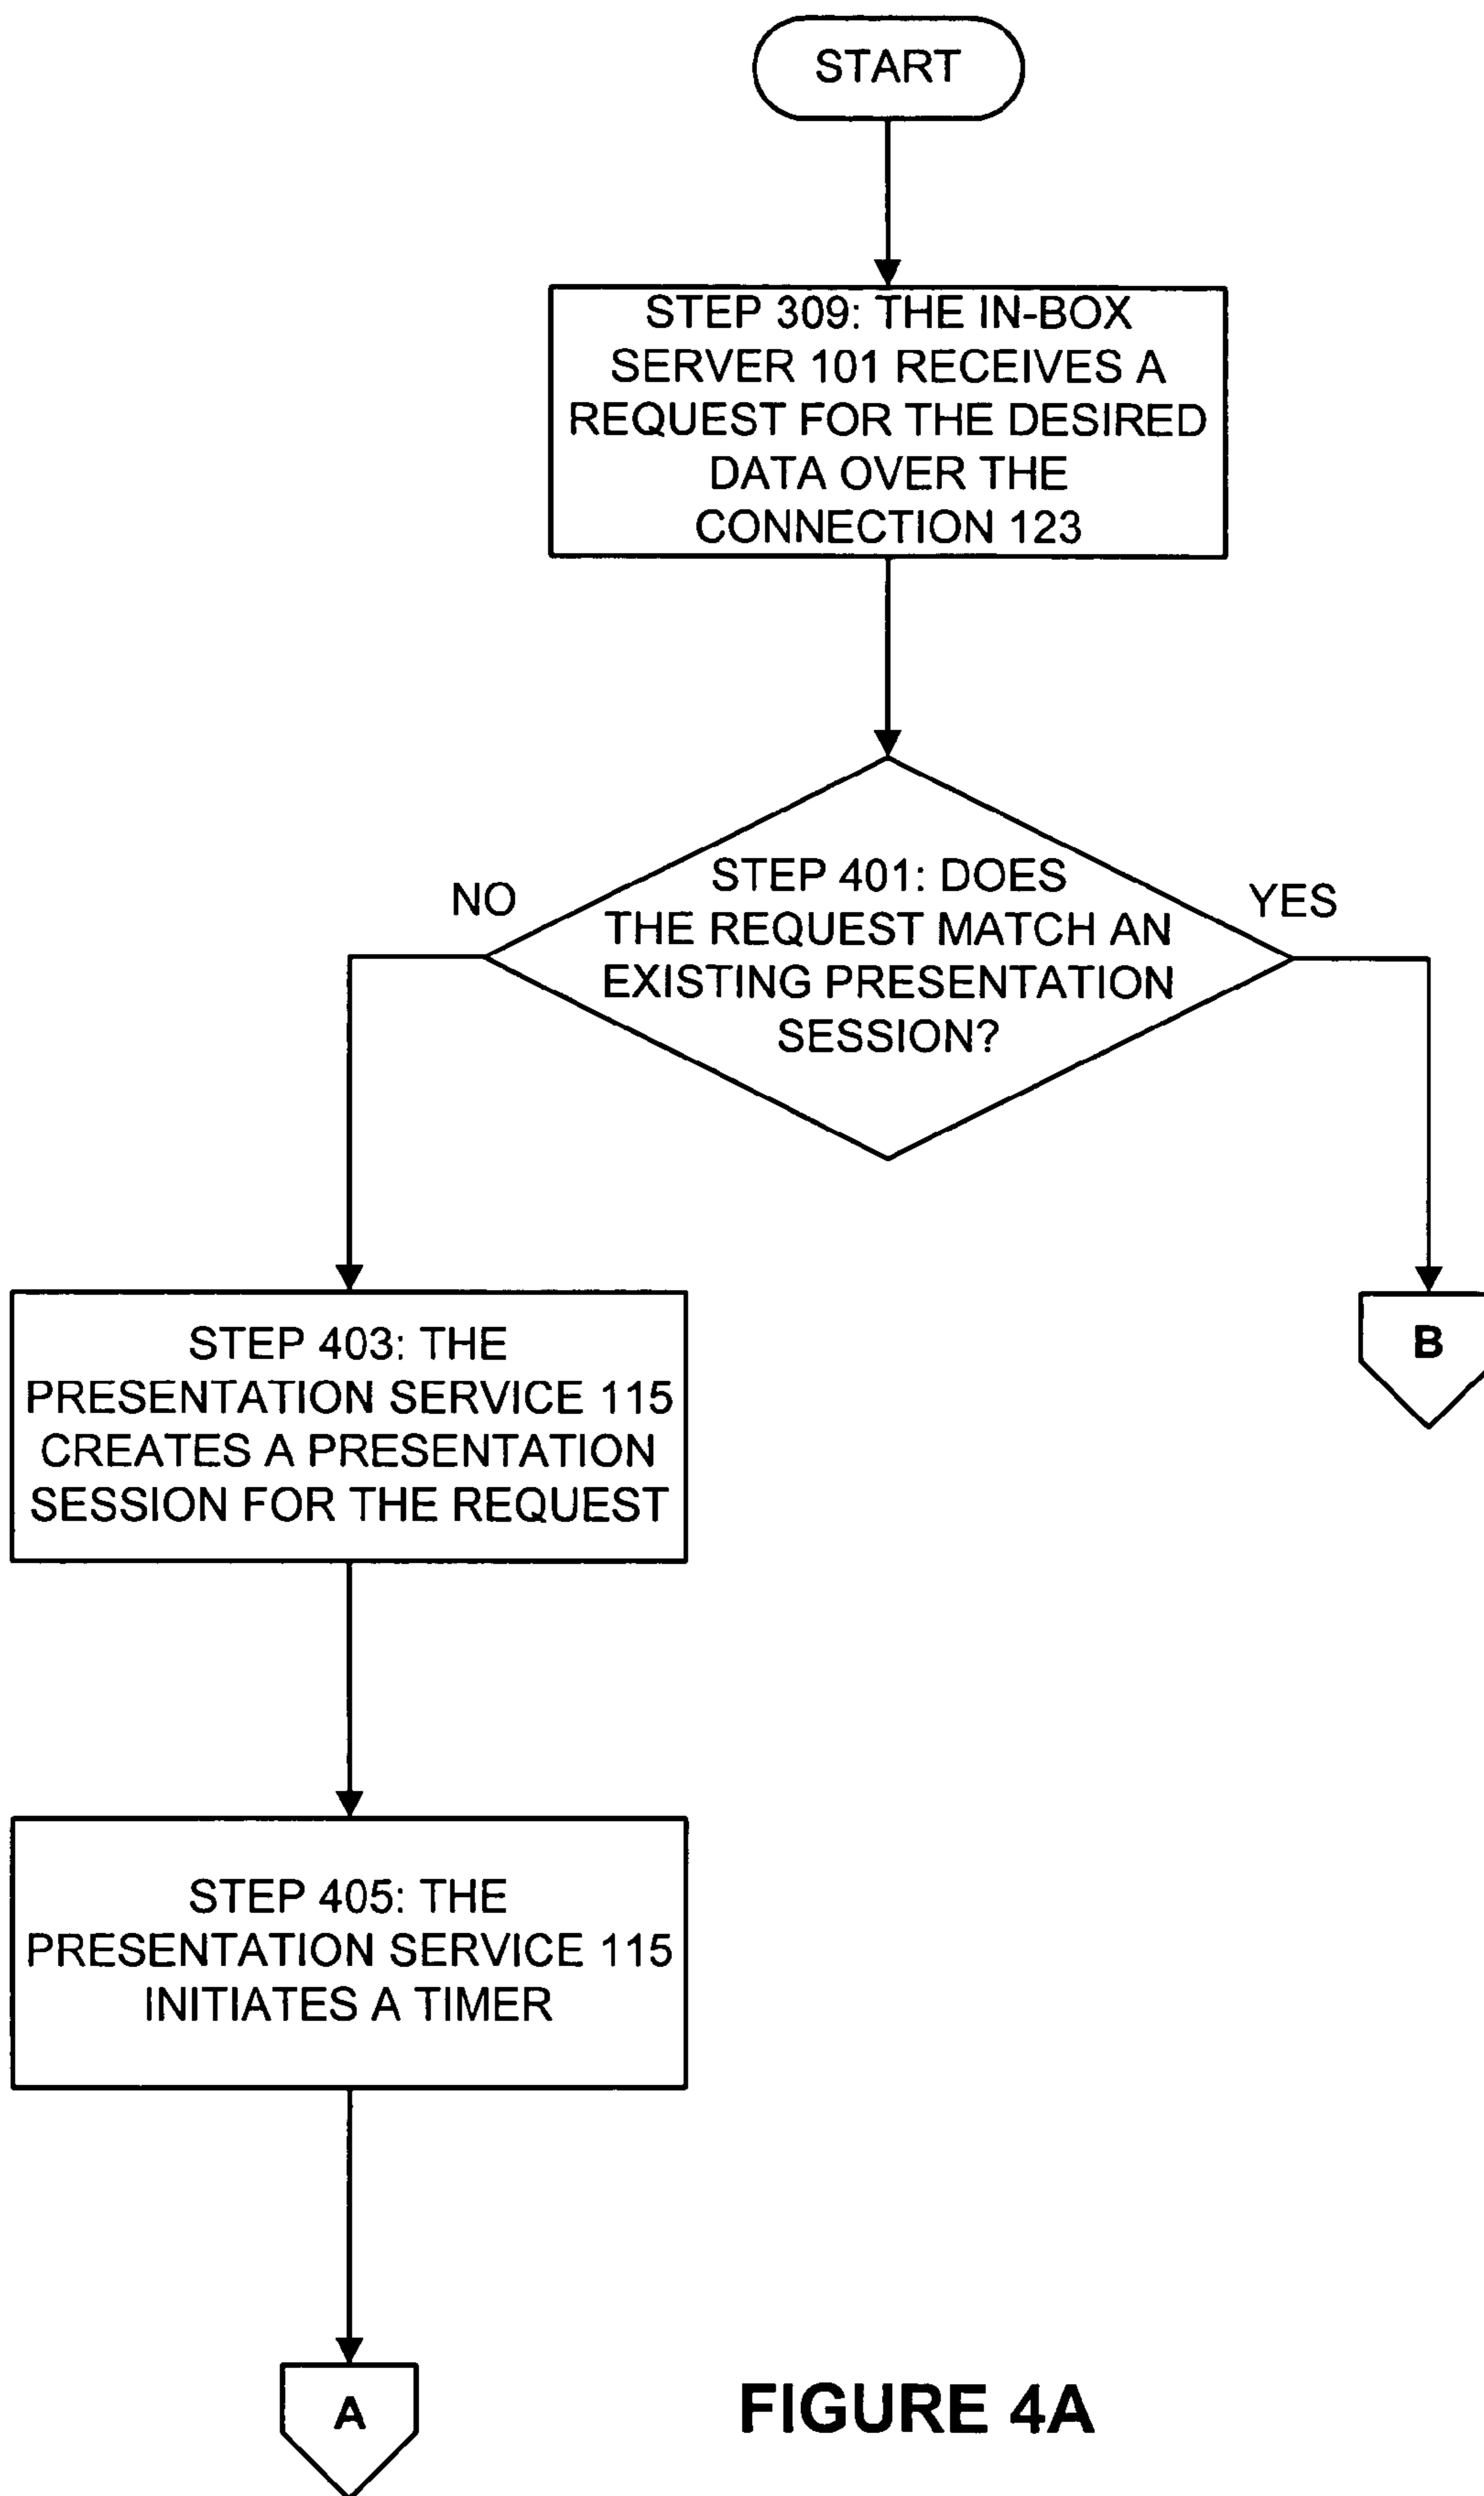 START
STEP 309: THE IN-BOX
SERVER 101 RECEIVES A
REQUEST FOR THE DESIRED
DATA OVER THE
CONNECTION 123
STEP 401: DOES
THE REQUEST MATCH AN
EXISTING PRESENTATION
SESSION?
NO
YES
STEP 403: THE
PRESENTATION SERVICE 115
CREATES A PRESENTATION
SESSION FOR THE REQUEST
B
STEP 405: THE
PRESENTATION SERVICE 115
INITIATES A TIMER
A
FIGURE 4A